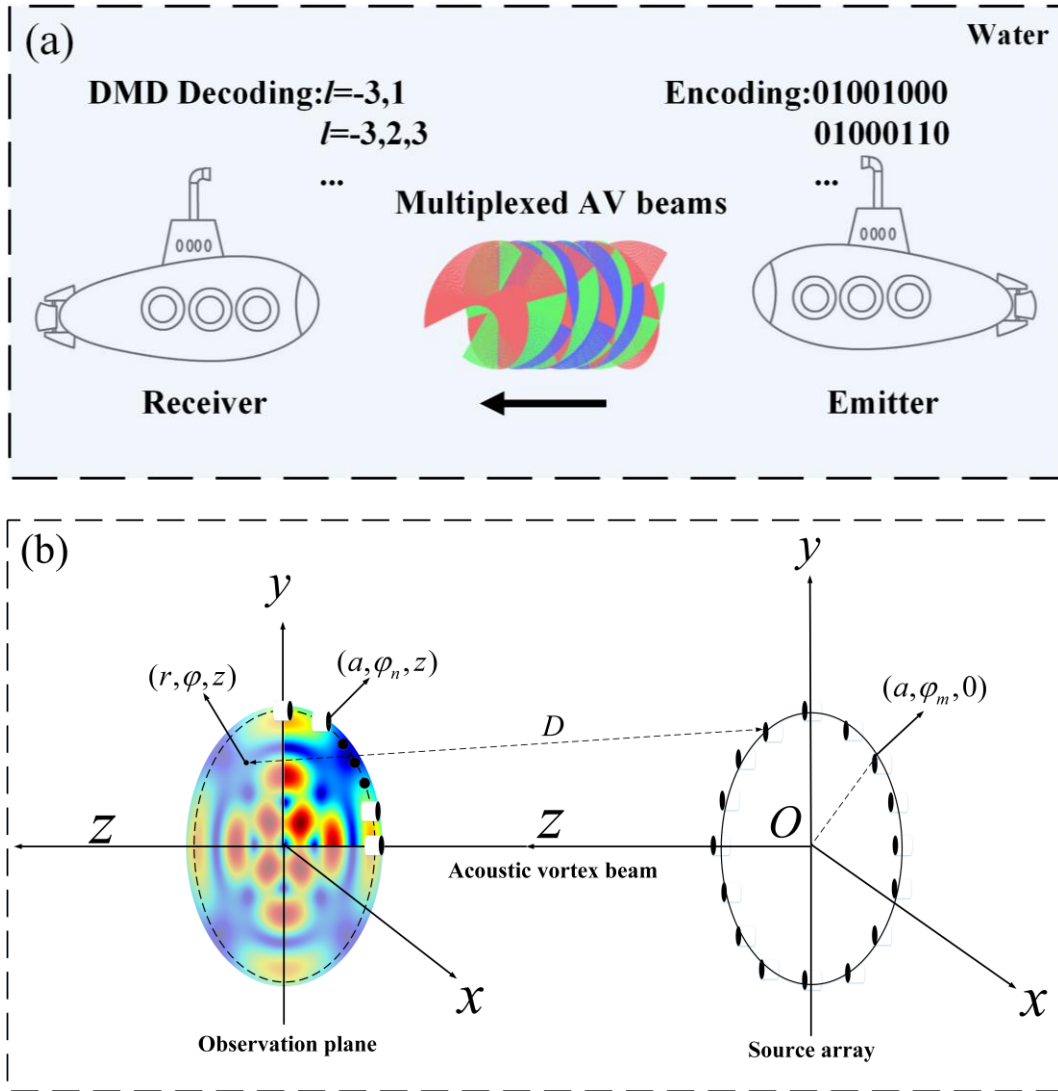 (a)
Water
DMD Decoding:l=-3,1
l=-3,2,3
...
Encoding:01001000
01000110
...
Multiplexed AV beams
Receiver
Emitter
(b)
y
y
(r,φ,z)
(a,φn,z)
(a,φm,0)
D
z
z
O
Acoustic vortex beam
x
x
Observation plane
Source array